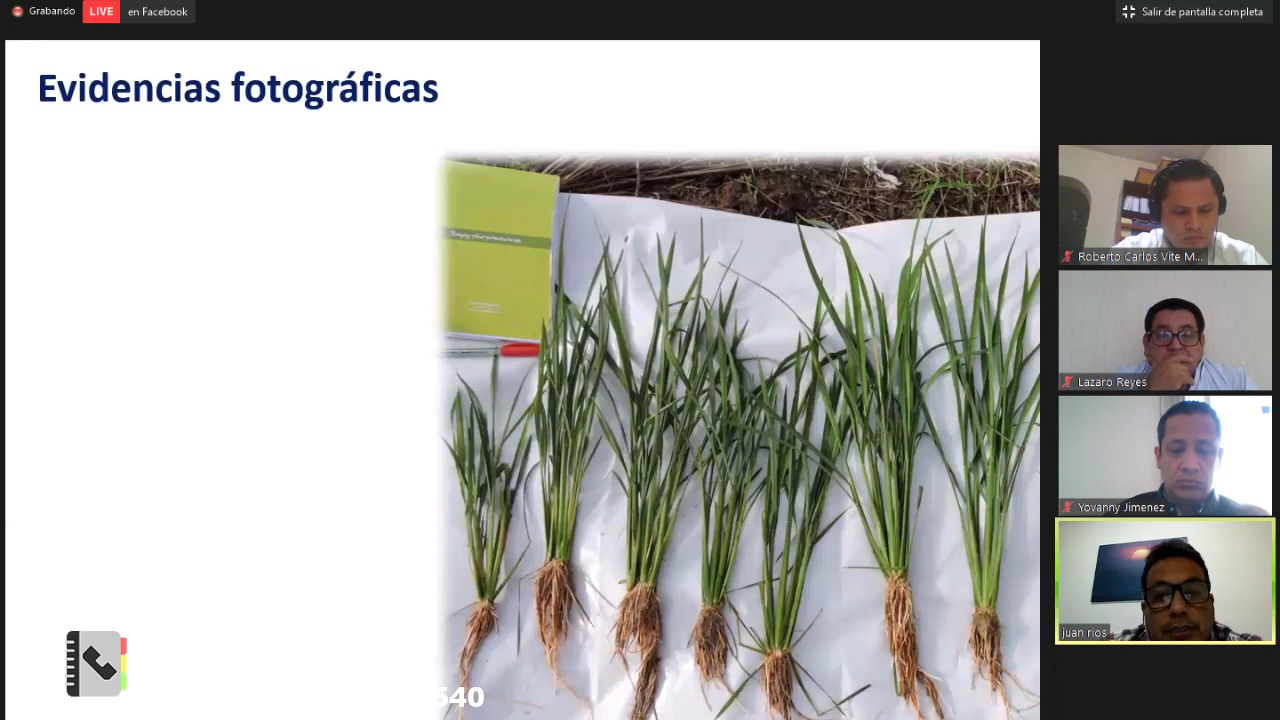 Grabando
LIVE
en Facebook
Salir de pantalla completa
Evidencias fotográficas
Roberto Carlos Vite M...
Lazaro Reyes
Yovanny Jimenez
juan rios
540